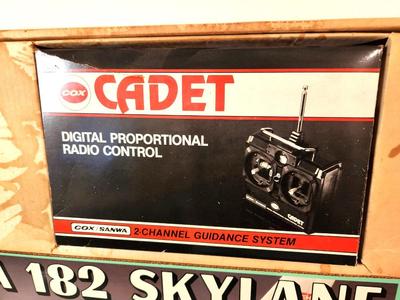 COX CADET
DIGITAL PROPORTIONAL
RADIO CONTROL
CADET
COX/SANWA 2-CHANNEL GUIDANCE SYSTEM
182 SKYLANE